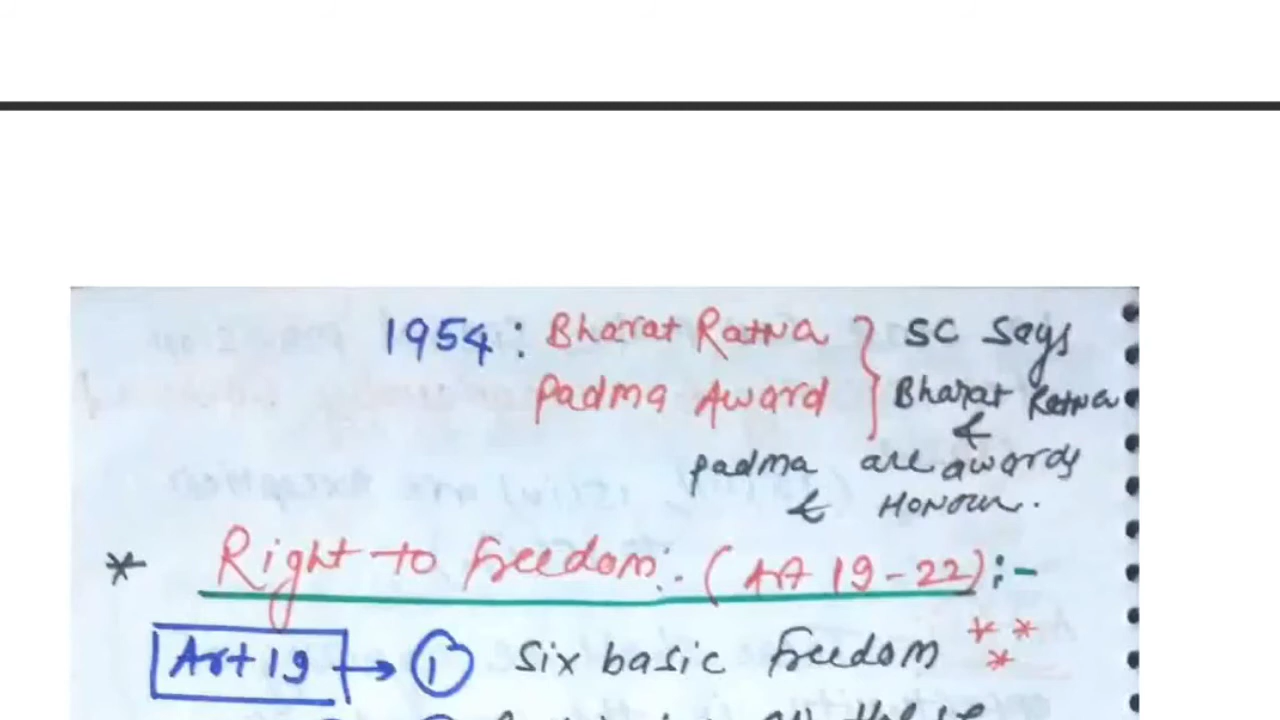 1954: Bharat Ratna } SC Says
Padma Award } Bharat Ratna
&
padma are awords
& Honour.
* Right to Freedom:- (Art 19-22):-
Art 19 → ① Six basic freedom ***